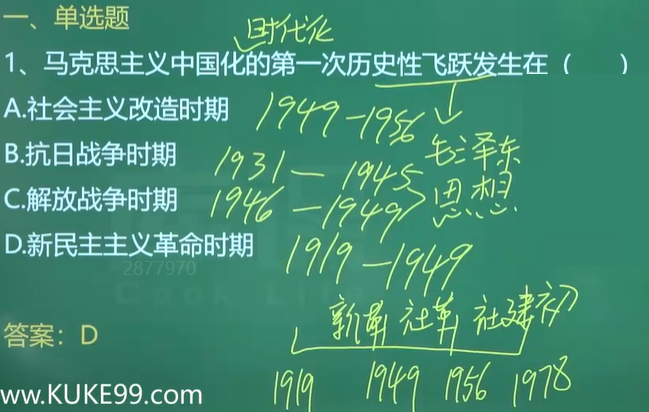 一、单选题
时代化
1、马克思主义中国化的第一次历史性飞跃发生在（ ）
A.社会主义改造时期 1949-1956
毛泽东
B.抗日战争时期 1931-1945
C.解放战争时期 1946-1949 思想
D.新民主主义革命时期 1919-1949
2877970
新革 社革 社建初
答案：D
1919 1949 1956 1978
www.KUKE99.com